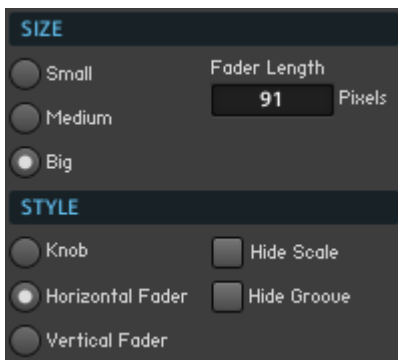 SIZE
Small
Fader Length
91 Pixels
Medium
Big
STYLE
Knob
Hide Scale
Horizontal Fader
Hide Groove
Vertical Fader